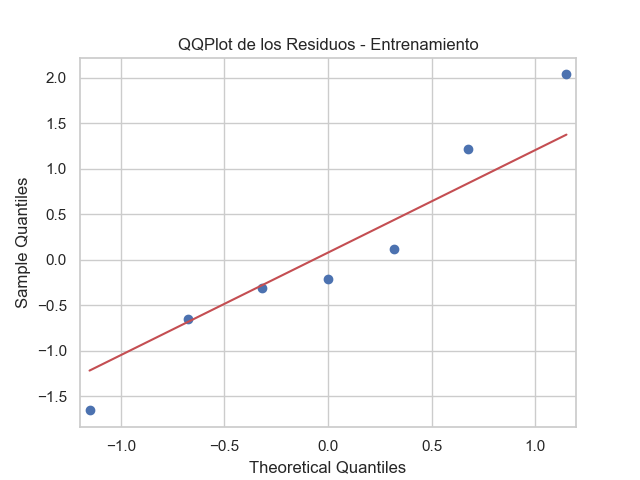 QQPlot de los Residuos - Entrenamiento
2.0
1.5
1.0
0.5
0.0
−0.5
−1.0
−1.5
Sample Quantiles
−1.0 −0.5 0.0 0.5 1.0
Theoretical Quantiles